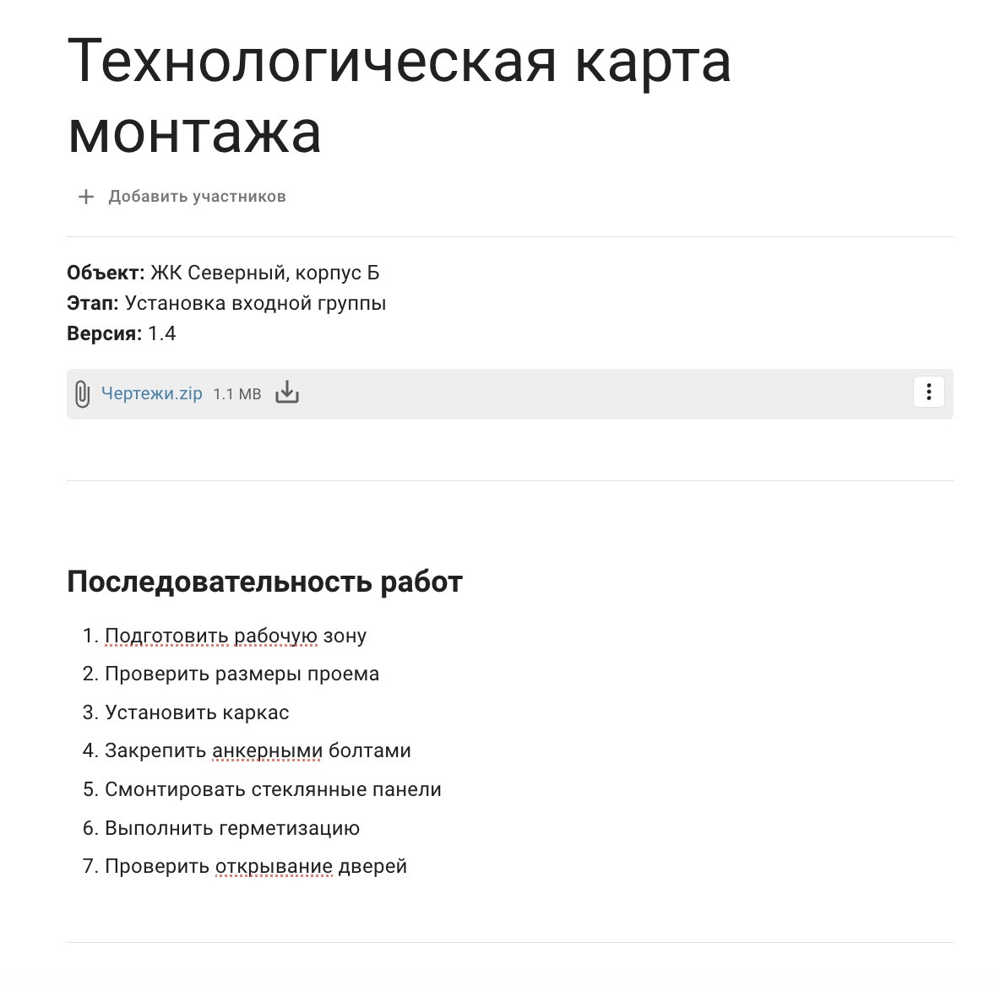 Технологическая карта
монтажа
Добавить участников
Объект: ЖК Северный, корпус Б
Этап: Установка входной группы
Версия: 1.4
Чертежи.zip 1.1 MB
Последовательность работ
1. Подготовить рабочую зону
2. Проверить размеры проема
3. Установить каркас
4. Закрепить анкерными болтами
5. Смонтировать стеклянные панели
6. Выполнить герметизацию
7. Проверить открывание дверей